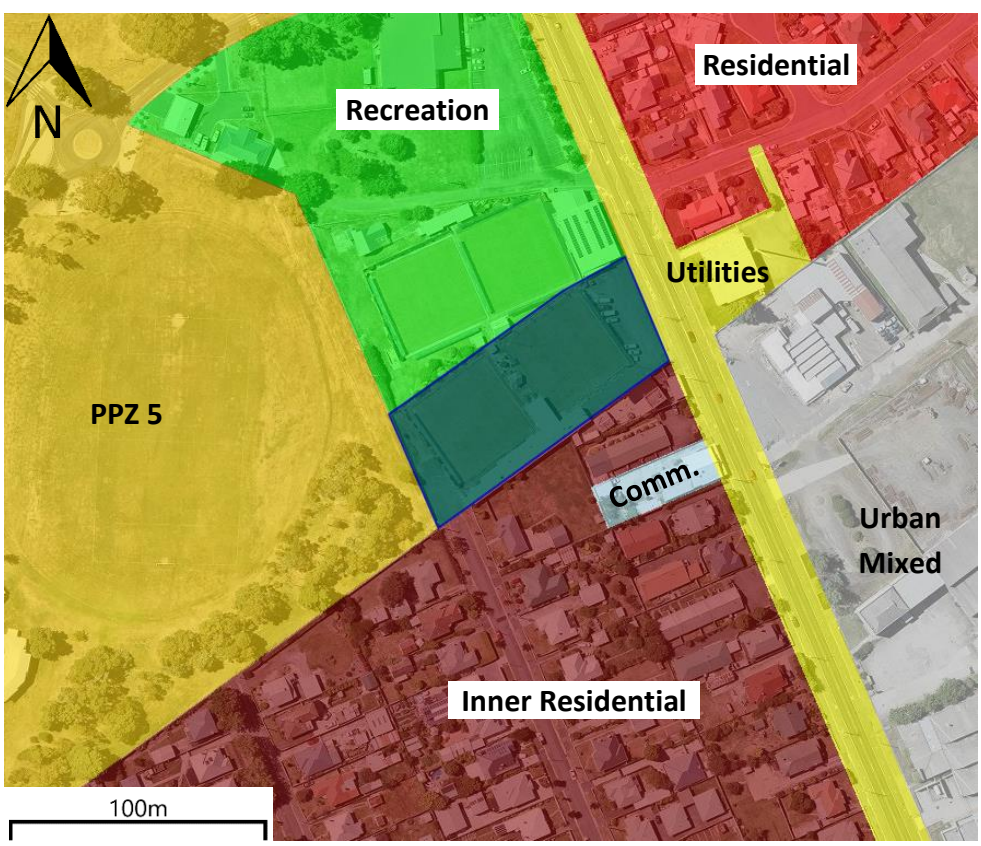 Residential
Recreation
N
Utilities
PPZ 5
Comm.
Urban
Mixed
Inner Residential
100m